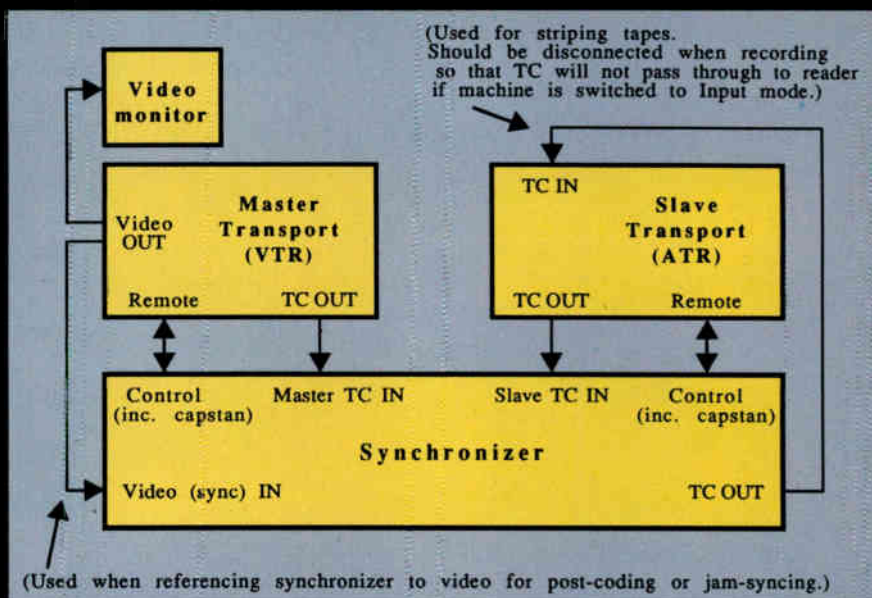 (Used for striping tapes.
Should be disconnected when recording
so that TC will not pass through to reader
if machine is switched to Input mode.)
Video
monitor
TC IN
Master
Transport
(VTR)
Video
OUT
Slave
Transport
(ATR)
Remote
TC OUT
TC OUT
Remote
Control
(inc. capstan)
Master TC IN
Slave TC IN
Control
(inc. capstan)
Synchronizer
Video (sync) IN
TC OUT
(Used when referencing synchronizer to video for post-coding or jam-syncing.)